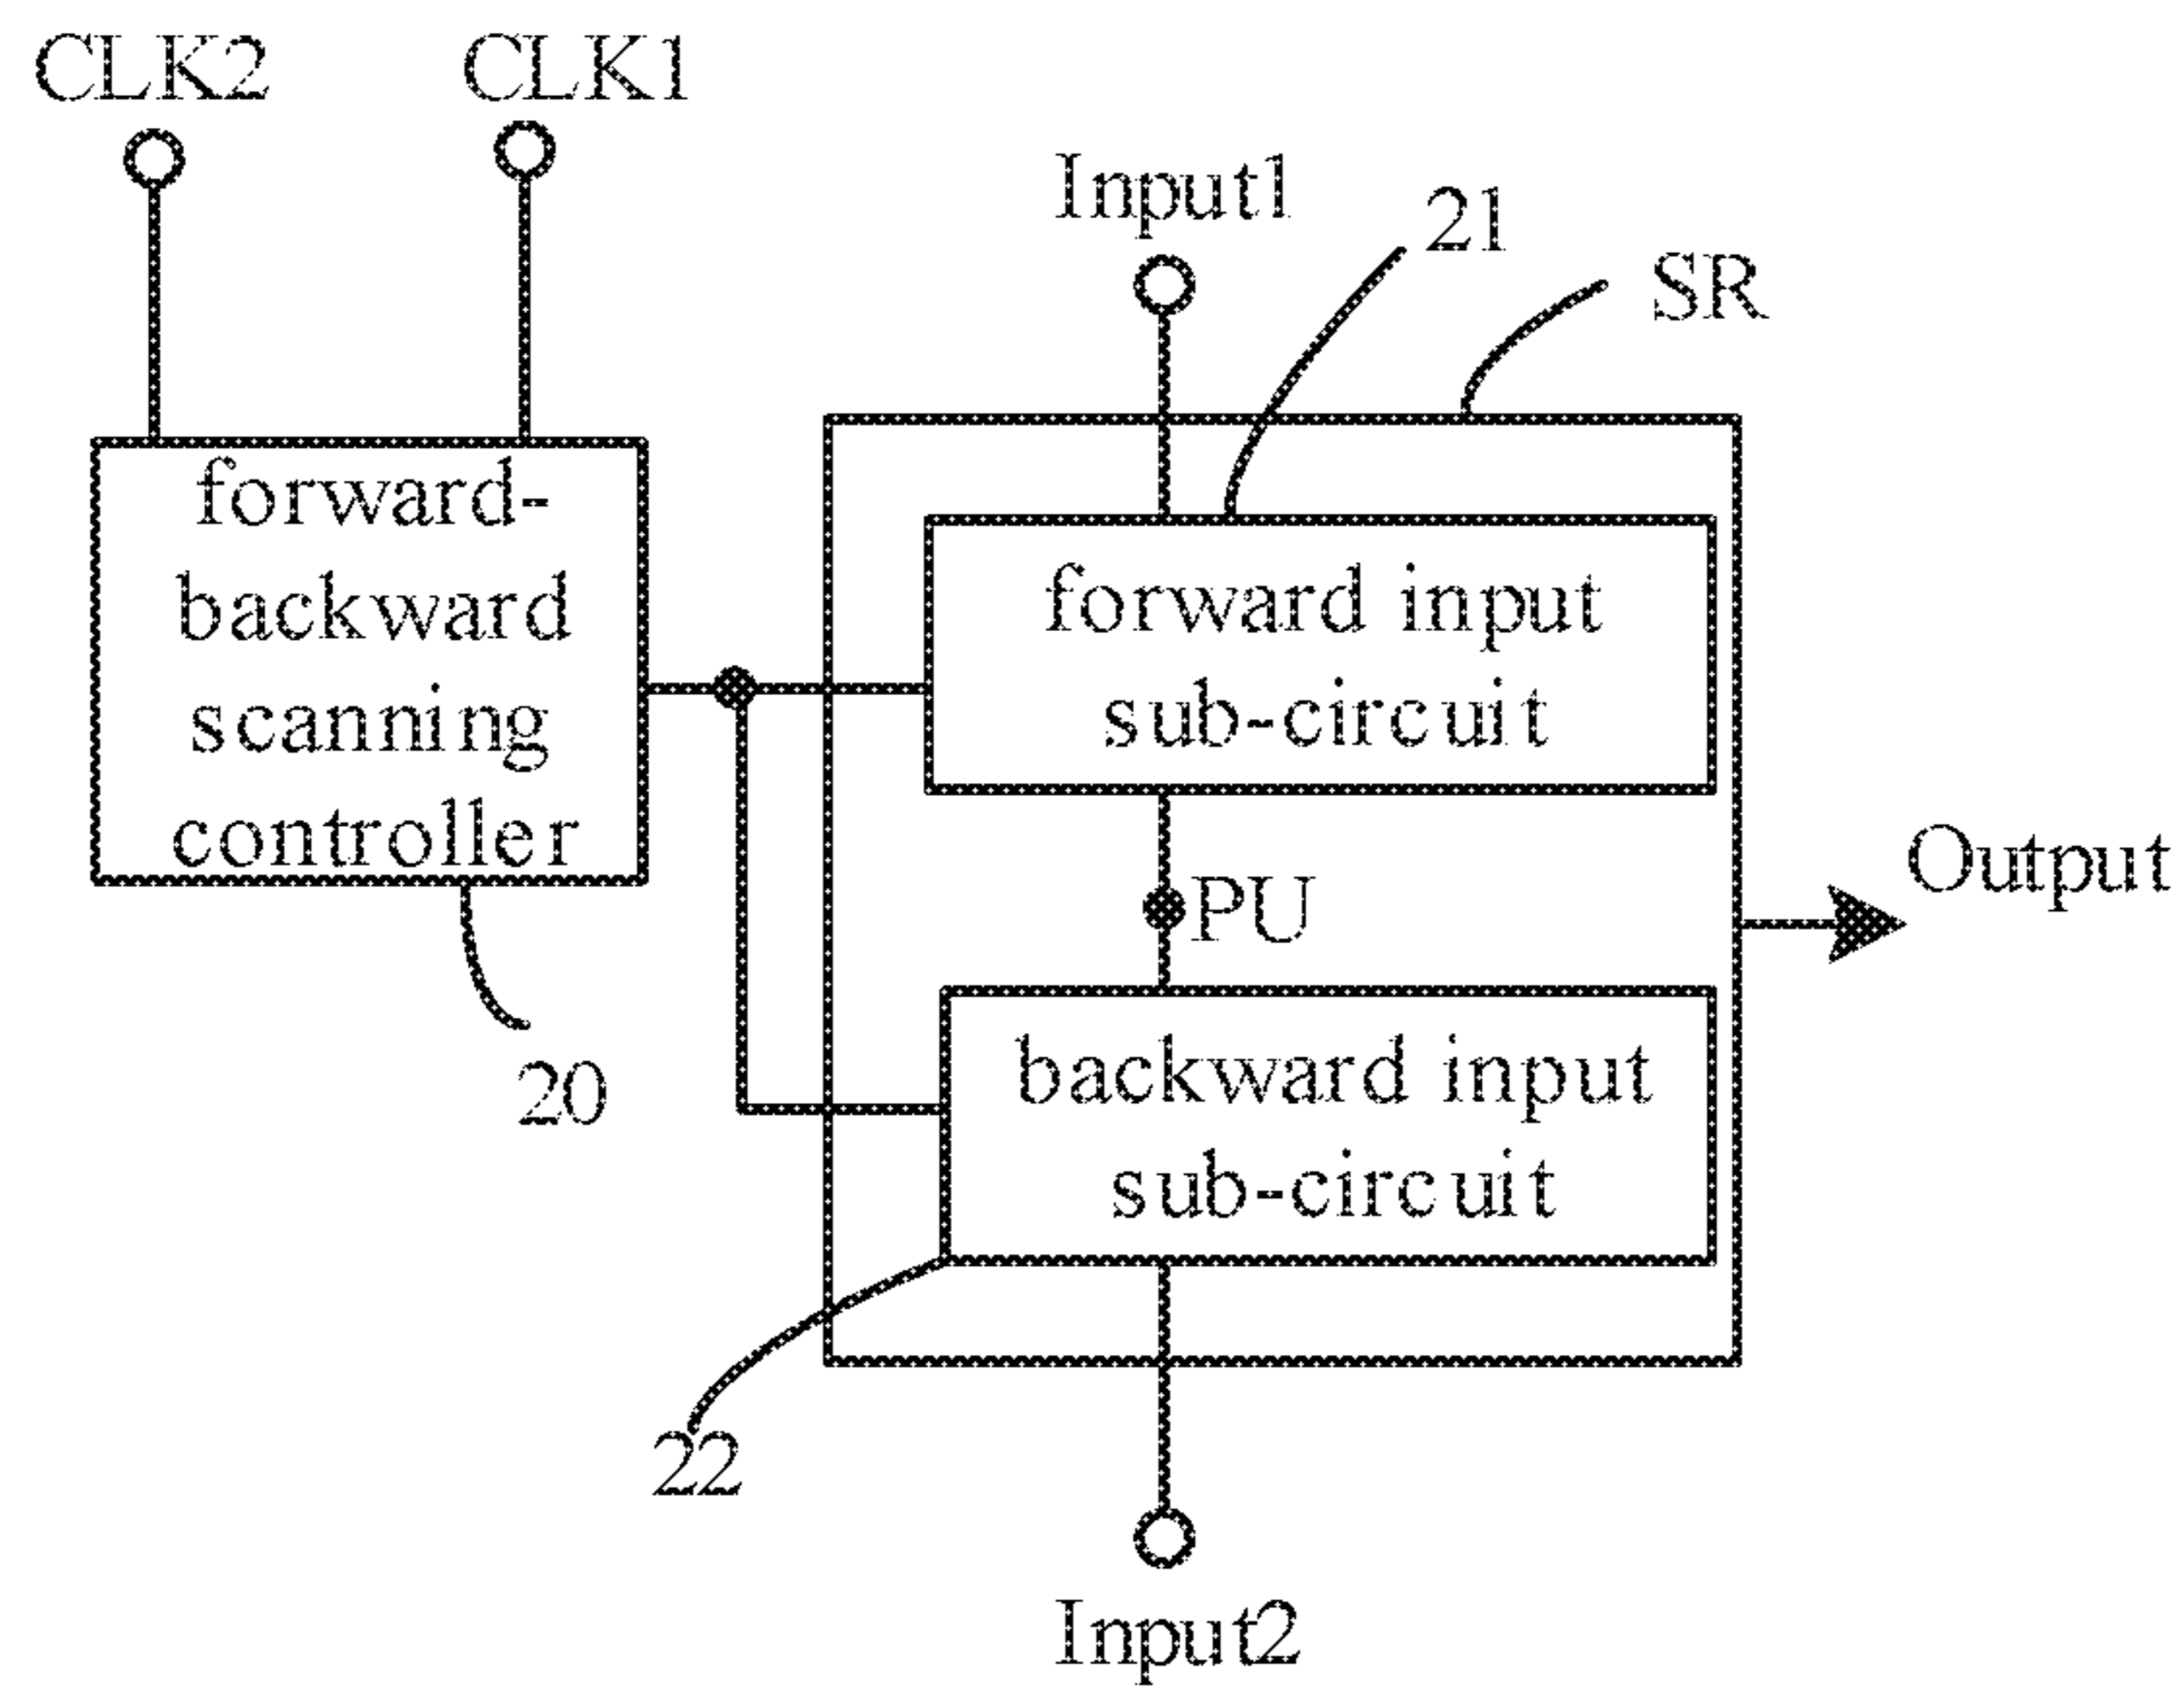 CLK2
CLK1
Input1
21
SR
forward-
backward
scanning
controller
forward input
sub-circuit
PU
Output
20
backward input
sub-circuit
22
Input2